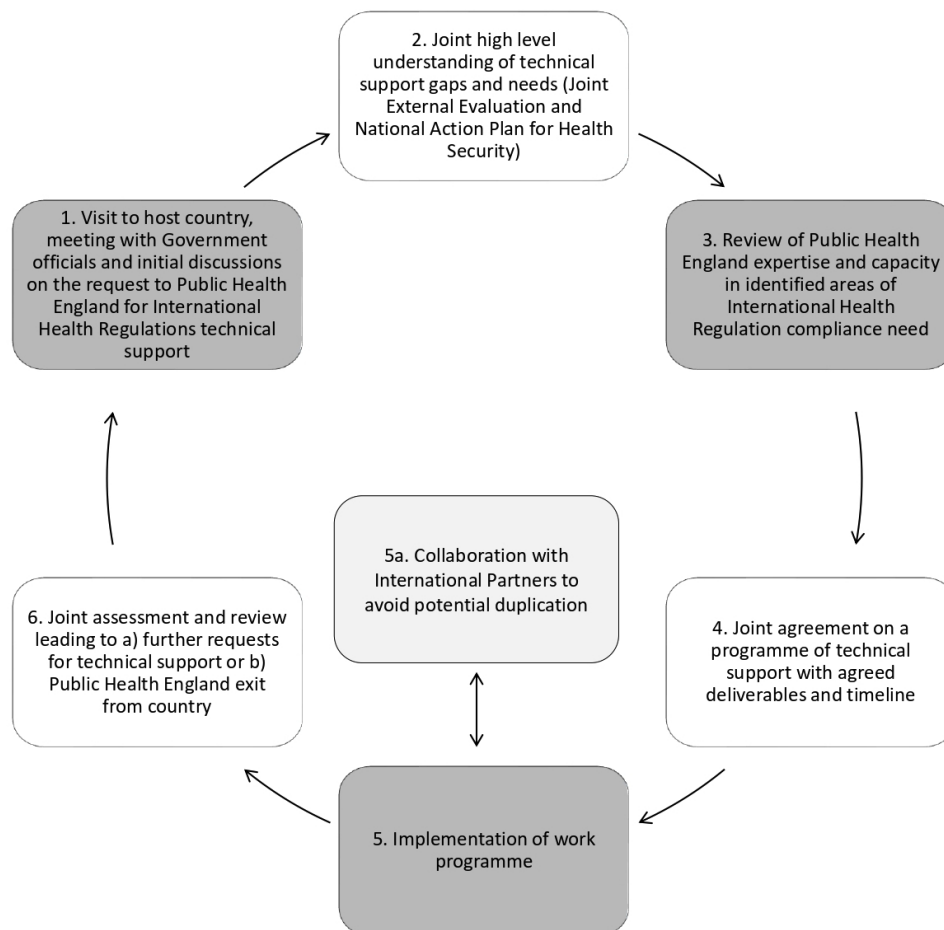 2. Joint high level
understanding of technical
support gaps and needs (Joint
External Evaluation and
National Action Plan for Health
Security)
1. Visit to host country,
meeting with Government
officials and initial discussions
on the request to Public Health
England for International
Health Regulations technical
support
3. Review of Public Health
England expertise and capacity
in identified areas of
International Health
Regulation compliance need
5a. Collaboration with
International Partners to
avoid potential duplication
6. Joint assessment and review
leading to a) further requests
for technical support or b)
Public Health England exit
from country
4. Joint agreement on a
programme of technical
support with agreed
deliverables and timeline
5. Implementation of work
programme